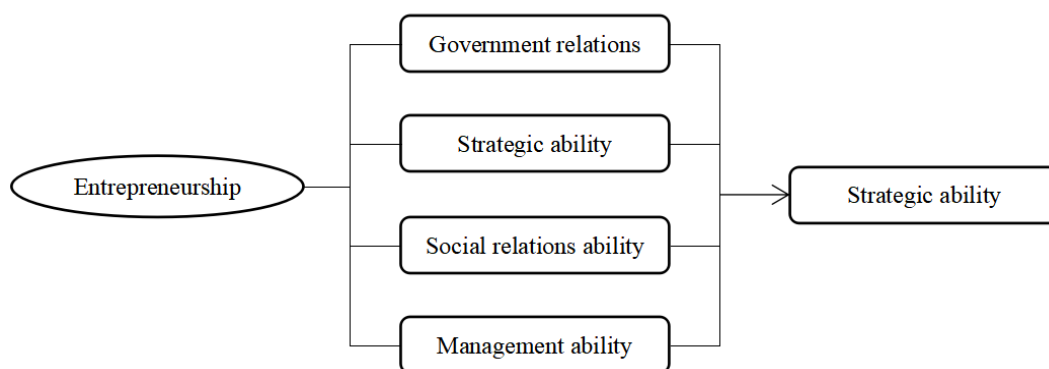 Government relations
Strategic ability
Entrepreneurship
Strategic ability
Social relations ability
Management ability